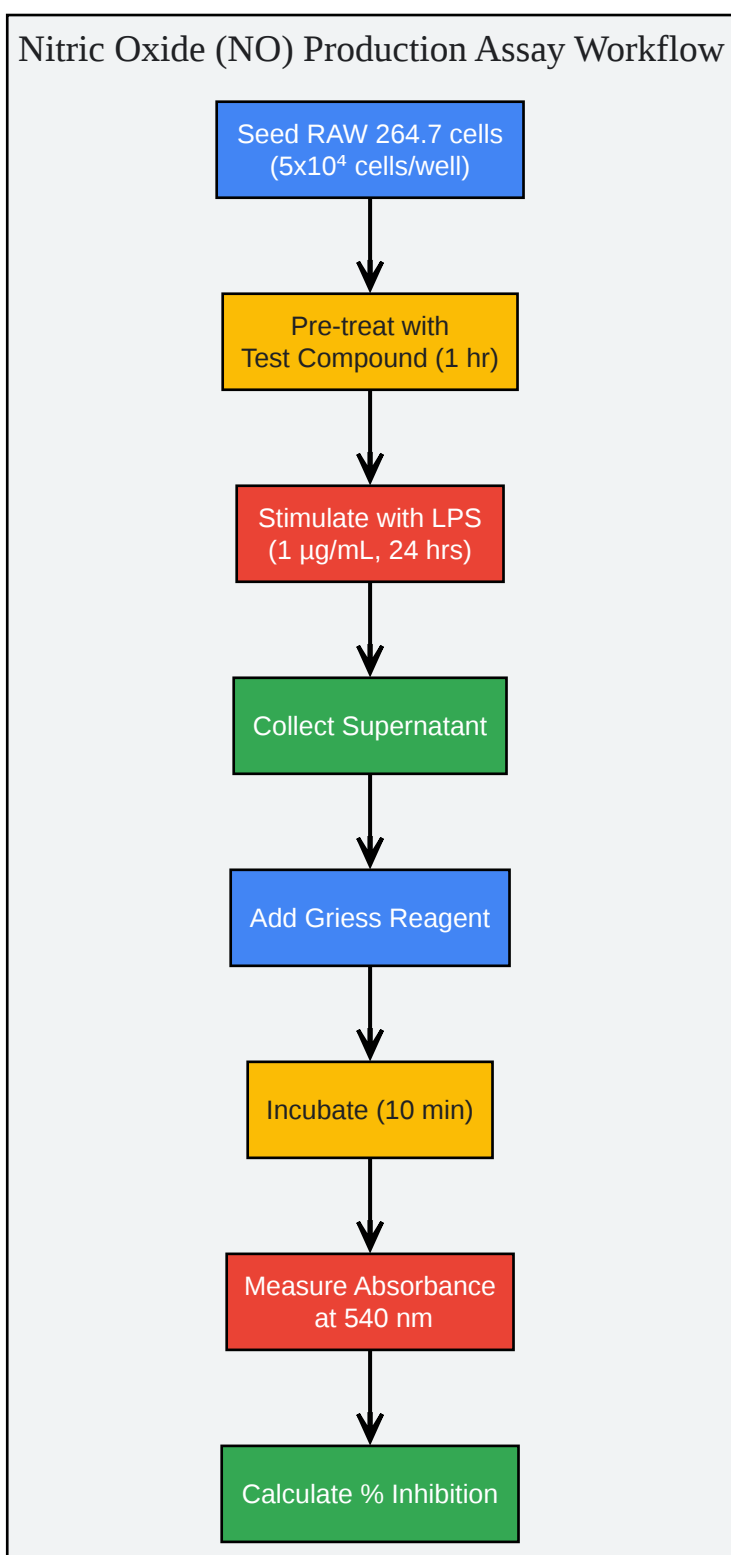 Nitric Oxide (NO) Production Assay Workflow
Seed RAW 264.7 cells
(5x10⁴ cells/well)
Pre-treat with
Test Compound (1 hr)
Stimulate with LPS
(1 µg/mL, 24 hrs)
Collect Supernatant
Add Griess Reagent
Incubate (10 min)
Measure Absorbance
at 540 nm
Calculate % Inhibition